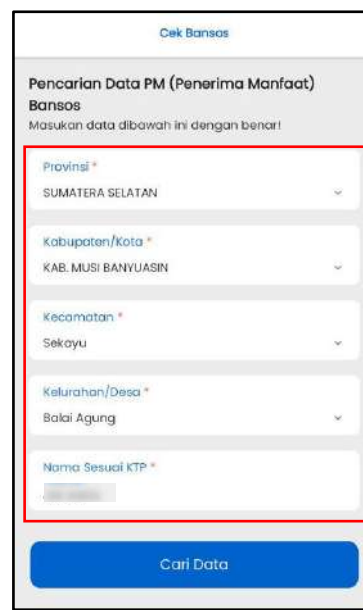 Cek Bansos
Pencarian Data PM (Penerima Manfaat)
Bansos
Masukan data dibawah ini dengan benar!
Provinsi *
SUMATERA SELATAN
Kabupaten/Kota *
KAB. MUSI BANYUASIN
Kecamatan *
Sekayu
Kelurahan/Desa *
Balai Agung
Nama Sesuai KTP *
Cari Data